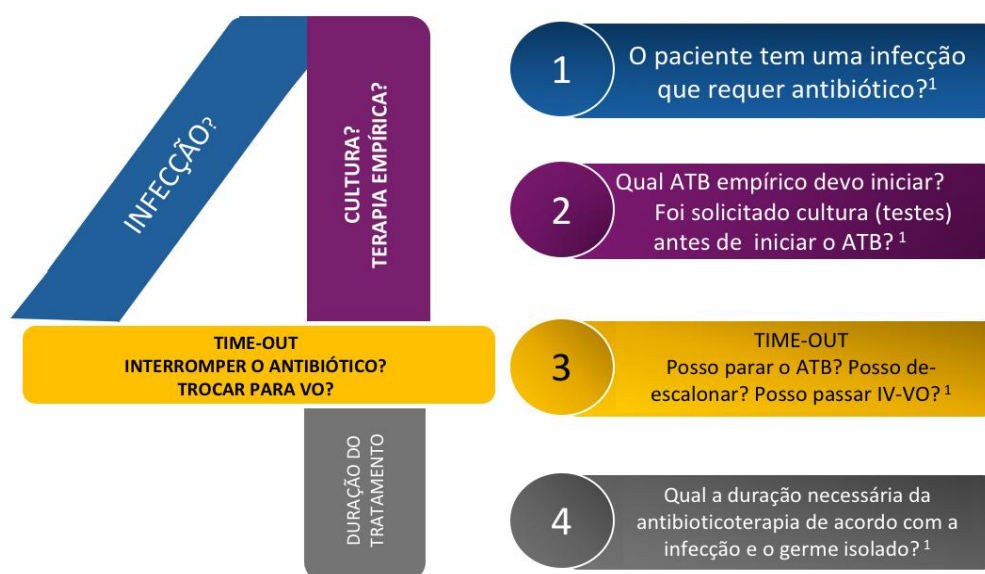 INFECÇÃO?
CULTURA?
TERAPIA EMPÍRICA?
TIME-OUT
INTERROMPER O ANTIBIÓTICO?
TROCAR PARA VO?
DURAÇÃO DO
TRATAMENTO
1
O paciente tem uma infecção
que requer antibiótico?¹
2
Qual ATB empírico devo iniciar?
Foi solicitado cultura (testes)
antes de iniciar o ATB? ¹
3
TIME-OUT
Posso parar o ATB? Posso de-
escalonar? Posso passar IV-VO? ¹
4
Qual a duração necessária da
antibioticoterapia de acordo com a
infecção e o germe isolado? ¹